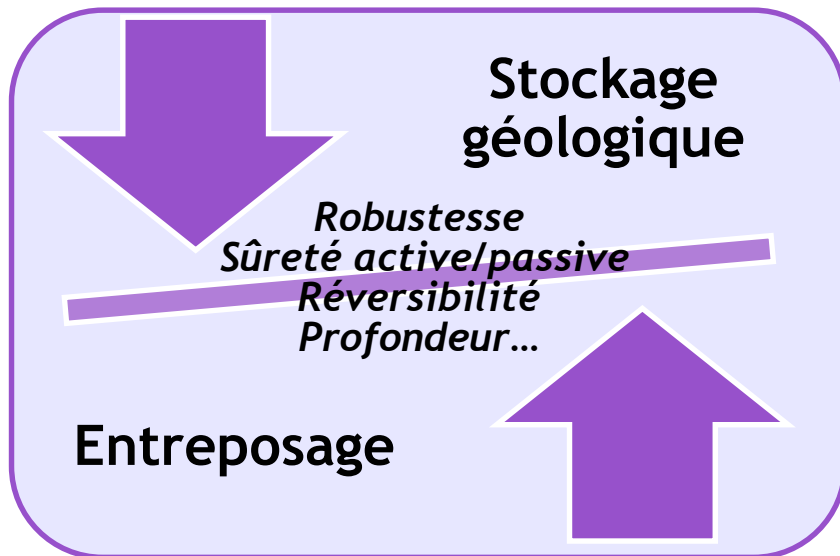 Stockage
géologique
Robustesse
Sûreté active/passive
Réversibilité
Profondeur…
Entreposage